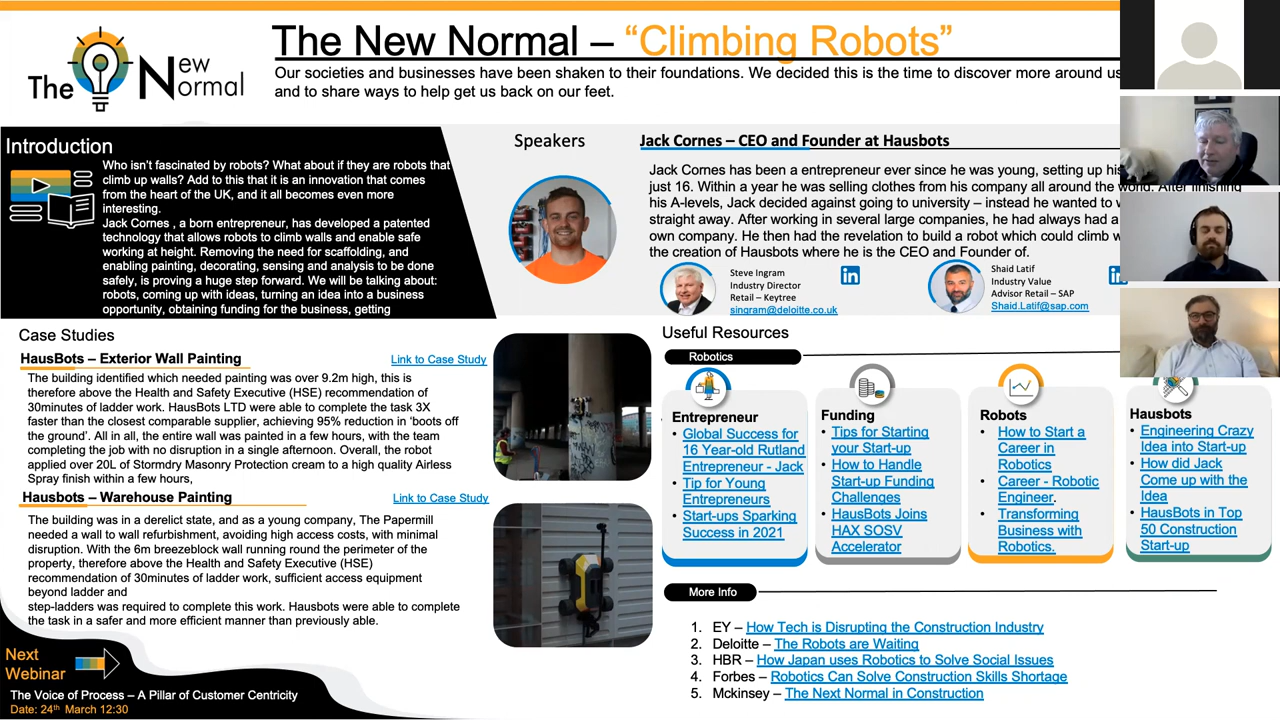 The New Normal
The New Normal – “Climbing Robots”
Our societies and businesses have been shaken to their foundations. We decided this is the time to discover more around us
and to share ways to help get us back on our feet.
Introduction
Who isn’t fascinated by robots? What about if they are robots that
climb up walls? Add to this that it is an innovation that comes
from the heart of the UK, and it all becomes even more
interesting.
Jack Cornes , a born entrepreneur, has developed a patented
technology that allows robots to climb walls and enable safe
working at height. Removing the need for scaffolding, and
enabling painting, decorating, sensing and analysis to be done
safely, is proving a huge step forward. We will be talking about:
robots, coming up with ideas, turning an idea into a business
opportunity, obtaining funding for the business, getting
Speakers
Jack Cornes – CEO and Founder at Hausbots
Jack Cornes has been a entrepreneur ever since he was young, setting up his
just 16. Within a year he was selling clothes from his company all around the world. After finishing
his A-levels, Jack decided against going to university – instead he wanted to
straight away. After working in several large companies, he had always had a
own company. He then had the revelation to build a robot which could climb
the creation of Hausbots where he is the CEO and Founder of.
Steve Ingram
Industry Director
Retail – Keytree
singram@deloitte.co.uk
in
Shaid Latif
Industry Value
Advisor Retail – SAP
Shaid.Latif@sap.com
Case Studies
HausBots – Exterior Wall Painting
Link to Case Study
The building identified which needed painting was over 9.2m high, this is
therefore above the Health and Safety Executive (HSE) recommendation of
30minutes of ladder work. HausBots LTD were able to complete the task 3X
faster than the closest comparable supplier, achieving 95% reduction in ‘boots off
the ground’. All in all, the entire wall was painted in a few hours, with the team
completing the job with no disruption in a single afternoon. Overall, the robot
applied over 20L of Stormdry Masonry Protection cream to a high quality Airless
Spray finish within a few hours,
Hausbots – Warehouse Painting
Link to Case Study
The building was in a derelict state, and as a young company, The Papermill
needed a wall to wall refurbishment, avoiding high access costs, with minimal
disruption. With the 6m breezeblock wall running round the perimeter of the
property, therefore above the Health and Safety Executive (HSE)
recommendation of 30minutes of ladder work, sufficient access equipment
beyond ladder and
step-ladders was required to complete this work. Hausbots were able to complete
the task in a safer and more efficient manner than previously able.
Next
Webinar
The Voice of Process – A Pillar of Customer Centricity
Date: 24th March 12:30
Useful Resources
Robotics
Entrepreneur
• Global Success for
16 Year-old Rutland
Entrepreneur - Jack
• Tip for Young
Entrepreneurs
• Start-ups Sparking
Success in 2021
Funding
• Tips for Starting
your Start-up
• How to Handle
Start-up Funding
Challenges
• HausBots Joins
HAX SOSV
Accelerator
Robots
• How to Start a
Career in
Robotics
• Career - Robotic
Engineer.
• Transforming
Business with
Robotics.
Hausbots
• Engineering Crazy
Idea into Start-up
• How did Jack
Come up with the
Idea
• HausBots in Top
50 Construction
Start-up
More Info
1. EY – How Tech is Disrupting the Construction Industry
2. Deloitte – The Robots are Waiting
3. HBR – How Japan uses Robotics to Solve Social Issues
4. Forbes – Robotics Can Solve Construction Skills Shortage
5. Mckinsey – The Next Normal in Construction